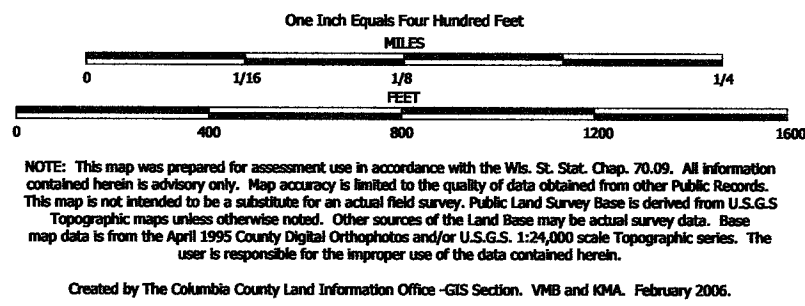 One Inch Equals Four Hundred Feet
MILES
0 1/16 1/8 1/4
FEET
0 400 800 1200 1600
NOTE: This map was prepared for assessment use in accordance with the Wis. St. Stat. Chap. 70.09. All information
contained herein is advisory only. Map accuracy is limited to the quality of data obtained from other Public Records.
This map is not intended to be a substitute for an actual field survey. Public Land Survey Base is derived from U.S.G.S
Topographic maps unless otherwise noted. Other sources of the Land Base may be actual survey data. Base
map data is from the April 1995 County Digital Orthophotos and/or U.S.G.S. 1:24,000 scale Topographic series. The
user is responsible for the improper use of the data contained herein.
Created by The Columbia County Land Information Office -GIS Section. VMB and KMA. February 2006.